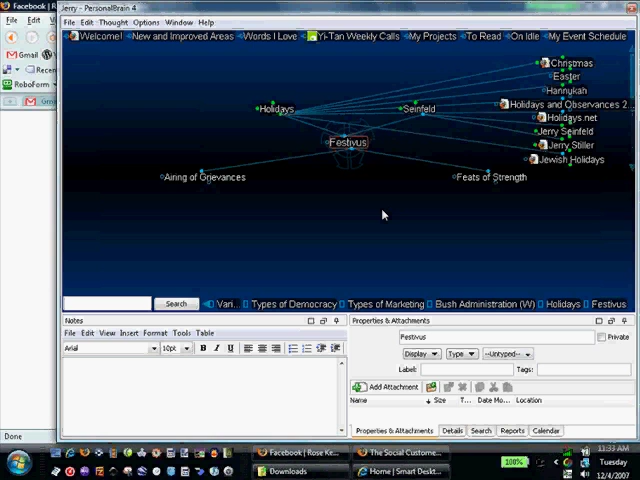 Facebook | R
Jerry - PersonalBrain 4
File Edit
File Edit Thought Options Window Help
Welcome! New and Improved Areas Words I Love Yi-Tan Weekly Calls My Projects To Read On Idle My Event Schedule
Gmail
Recen
RoboForm
Christmas
Easter
Hannukah
Holidays Seinfeld Holidays and Observances 2...
Holidays.net
Jerry Seinfeld
Festivus Jerry Stiller
Jewish Holidays
Airing of Grievances Feats of Strength
Search Vari... Types of Democracy Types of Marketing Bush Administration (W) Holidays Festivus
Notes Properties & Attachments
File Edit View Insert Format Tools Table
Festivus Private
Arial 10pt B I U
Display Type --Untyped--
Label: Tags:
Add Attachment
Name Size T... Date Mo... Location
Properties & Attachments Details Search Reports Calendar
Done
Facebook | Rose Ke... The Social Custome...
Downloads Home | Smart Deskt...
100%
11:33 AM
Tuesday
12/4/2007